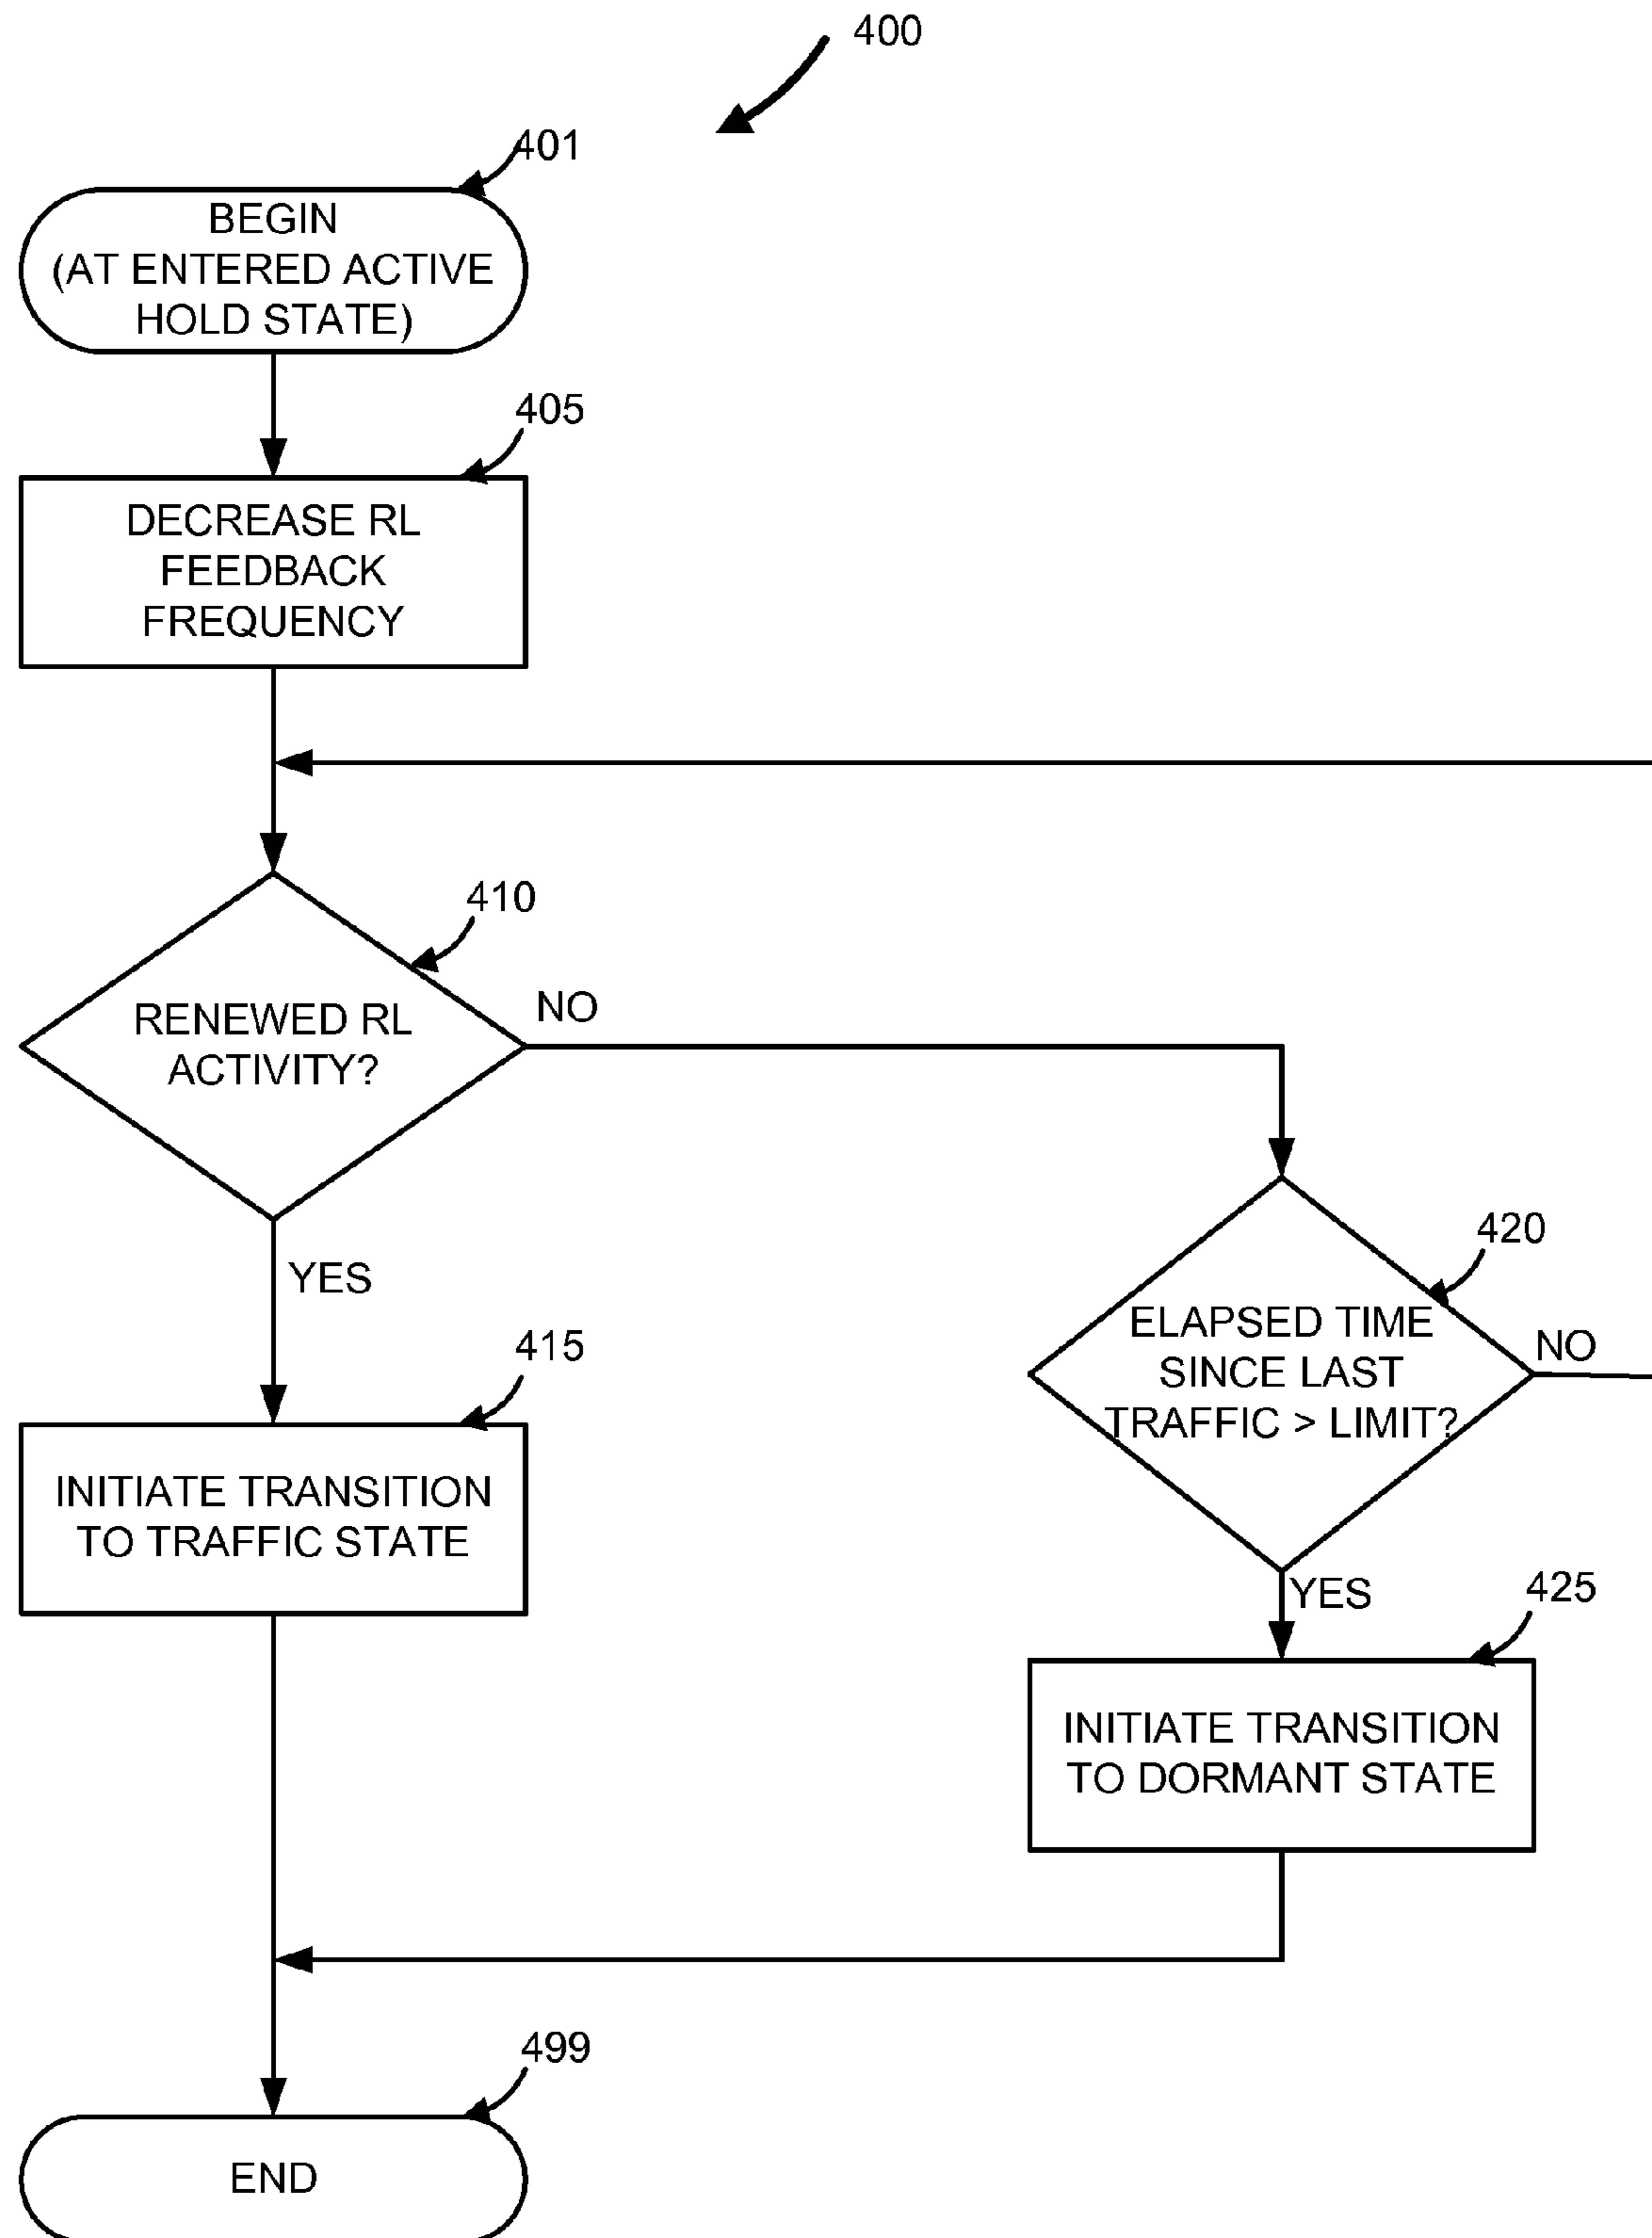 400
401
BEGIN
(AT ENTERED ACTIVE
HOLD STATE)
405
DECREASE RL
FEEDBACK
FREQUENCY
410
RENEWED RL
ACTIVITY?
NO
YES
415
INITIATE TRANSITION
TO TRAFFIC STATE
420
ELAPSED TIME
SINCE LAST
TRAFFIC > LIMIT?
NO
YES
425
INITIATE TRANSITION
TO DORMANT STATE
499
END